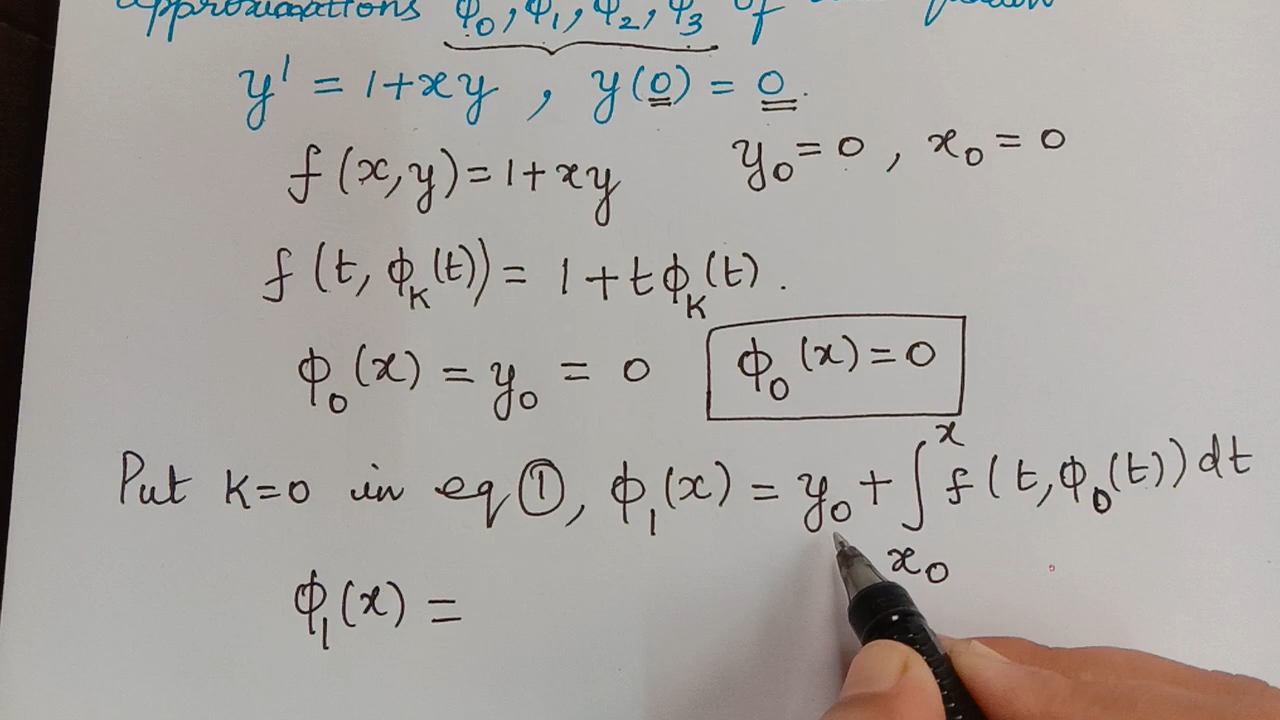 approximations ϕ₀, ϕ₁, ϕ₂, ϕ₃ of
y' = 1+xy , y(0) = 0.
f(x,y) = 1+xy y₀ = 0 , x₀ = 0
f(t, ϕₖ(t)) = 1+tϕₖ(t).
ϕ₀(x) = y₀ = 0 ϕ₀(x) = 0
Put K=0 in eq ①, ϕ₁(x) = y₀ + ∫ₓ₀ˣ f(t,ϕ₀(t)) dt
ϕ₁(x) =